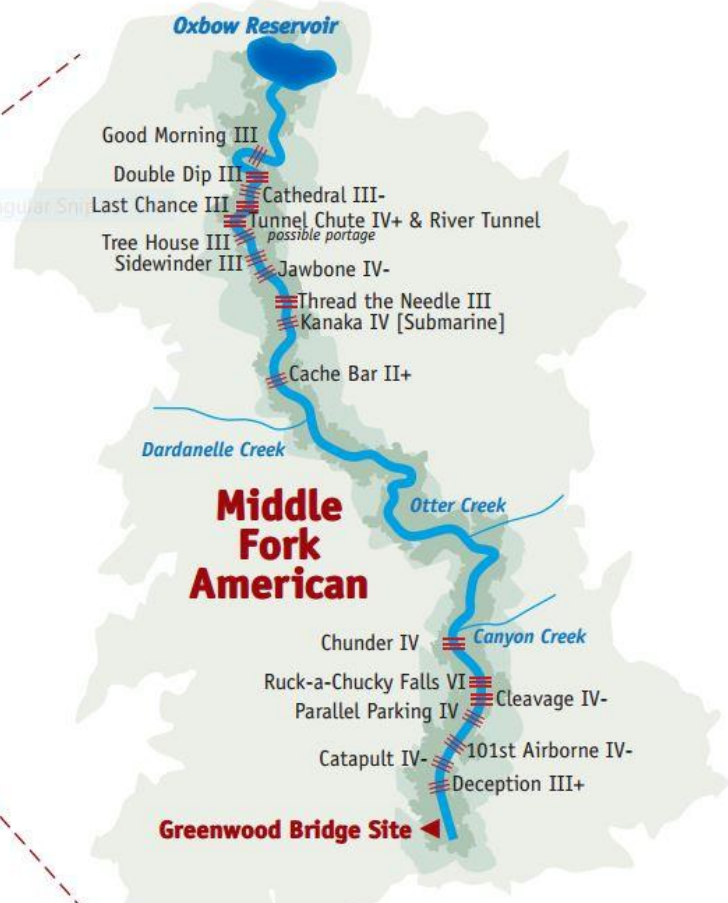 Oxbow Reservoir
Good Morning III
Double Dip III
Cathedral III-
Last Chance III
Tunnel Chute IV+ & River Tunnel
possible portage
Tree House III
Sidewinder III
Jawbone IV-
Thread the Needle III
Kanaka IV [Submarine]
Cache Bar II+
Dardanelle Creek
Middle
Fork
American
Otter Creek
Canyon Creek
Chunder IV
Ruck-a-Chucky Falls VI
Cleavage IV-
Parallel Parking IV
101st Airborne IV-
Catapult IV-
Deception III+
Greenwood Bridge Site